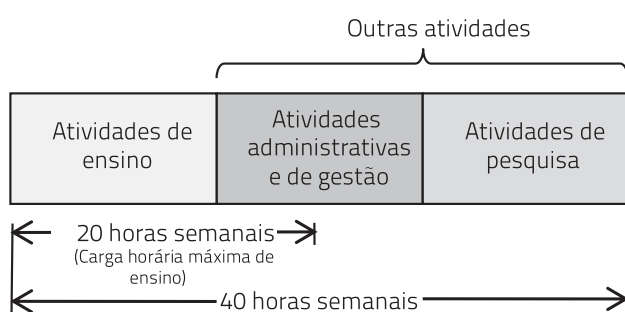 Outras atividades
Atividades de
ensino
Atividades
administrativas
e de gestão
Atividades de
pesquisa
20 horas semanais
(Carga horária máxima de
ensino)
40 horas semanais